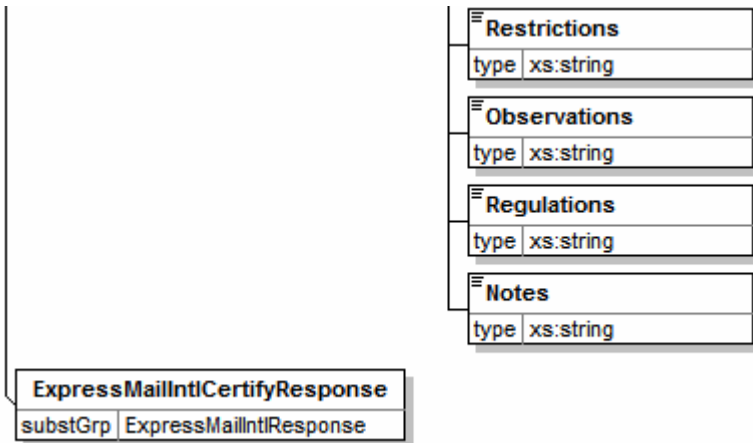 Restrictions
type xs:string
Observations
type xs:string
Regulations
type xs:string
Notes
type xs:string
ExpressMailIntlCertifyResponse
substGrp ExpressMailIntlResponse